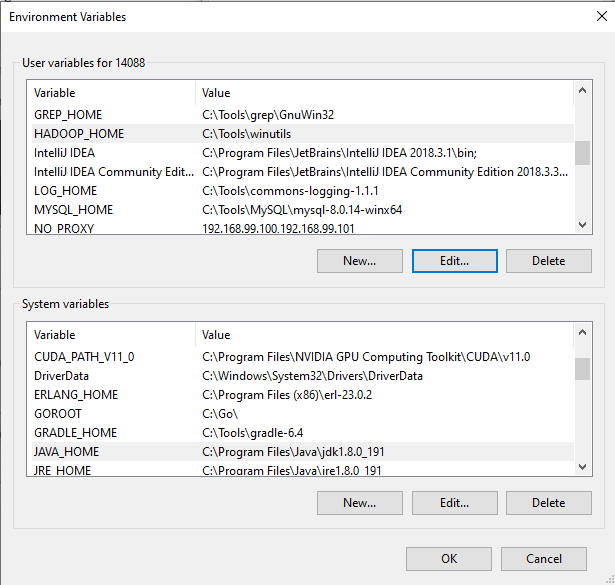 Environment Variables
User variables for 14088
Variable Value
GREP_HOME C:\Tools\grep\GnuWin32
HADOOP_HOME C:\Tools\winutils
IntelliJ IDEA C:\Program Files\JetBrains\IntelliJ IDEA 2018.3.1\bin;
IntelliJ IDEA Community Edit... C:\Program Files\JetBrains\IntelliJ IDEA Community Edition 2018.3.3...
LOG_HOME C:\Tools\commons-logging-1.1.1
MYSQL_HOME C:\Tools\MySQL\mysql-8.0.14-winx64
NO_PROXY 192.168.99.100,192.168.99.101
New... Edit... Delete
System variables
Variable Value
CUDA_PATH_V11_0 C:\Program Files\NVIDIA GPU Computing Toolkit\CUDA\v11.0
DriverData C:\Windows\System32\Drivers\DriverData
ERLANG_HOME C:\Program Files (x86)\erl-23.0.2
GOROOT C:\Go\
GRADLE_HOME C:\Tools\gradle-6.4
JAVA_HOME C:\Program Files\Java\jdk1.8.0_191
JRE_HOME C:\Program Files\Java\jre1.8.0_191
New... Edit... Delete
OK Cancel